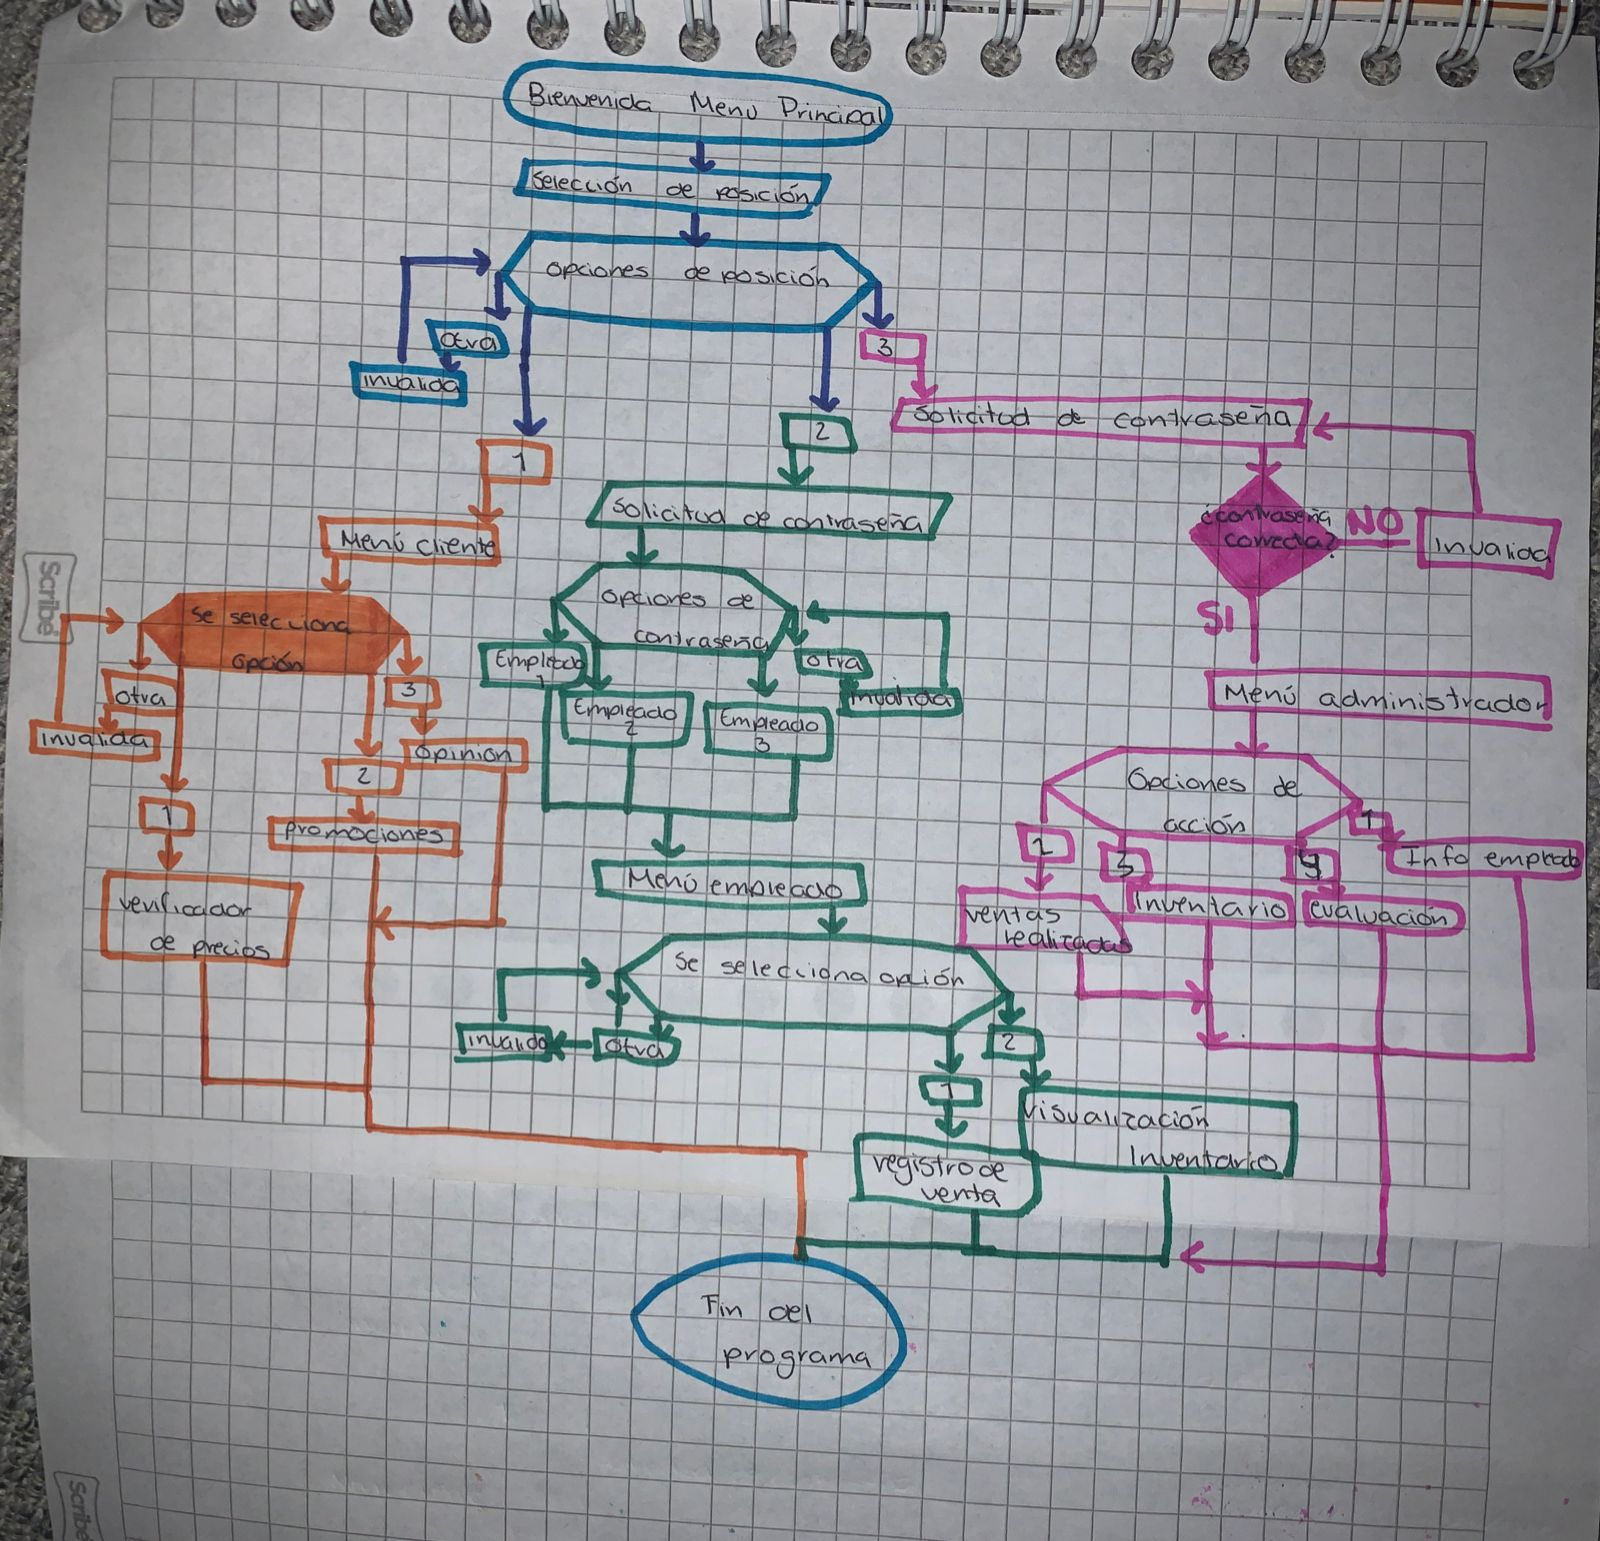 Bienvenida Menu Principal
Selección de posición
opciones de posición
otra
invalida
3
Solicitud de contraseña
2
1
Solicitud de contraseña
¿contraseña
correcta?
NO
Invalida
SI
Menú cliente
Se selecciona
opción
otra
invalida
3
opinion
2
promociones
1
verificador
de precios
Opciones de
contraseña
Empleado
1
Empleado
2
Empleado
3
otra
invalida
Menú empleado
Se selecciona opción
otra
invalido
2
1
Visualización
Inventario
registro de
venta
Menú administrador
Opciones de
acción
1
Info empleado
2
ventas
realizadas
3
inventario
4
evaluación
Fin del
programa
Scribe
Scribe